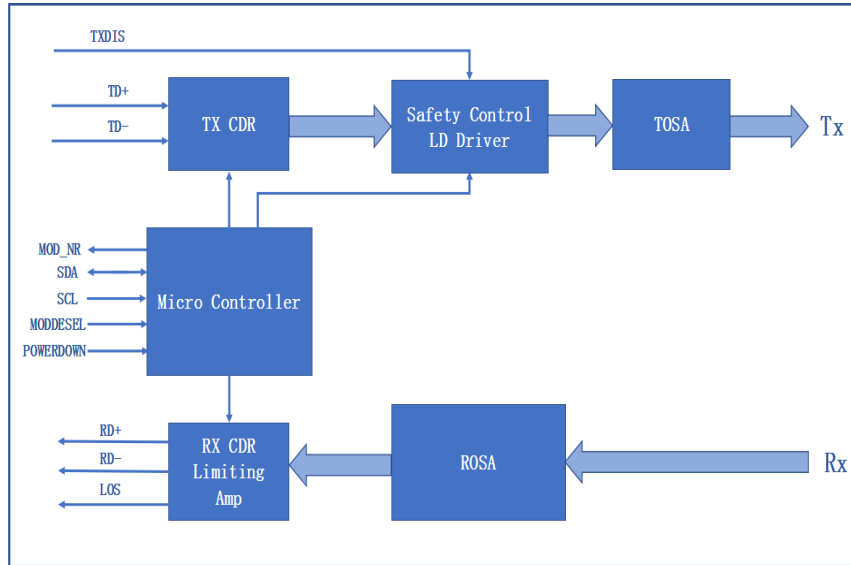 TXDIS
TD+
TD-
TX CDR
Safety Control
LD Driver
TOSA
Tx
MOD_NR
SDA
SCL
MODDESEL
POWERDOWN
Micro Controller
RD+
RD-
LOS
RX CDR
Limiting
Amp
ROSA
Rx